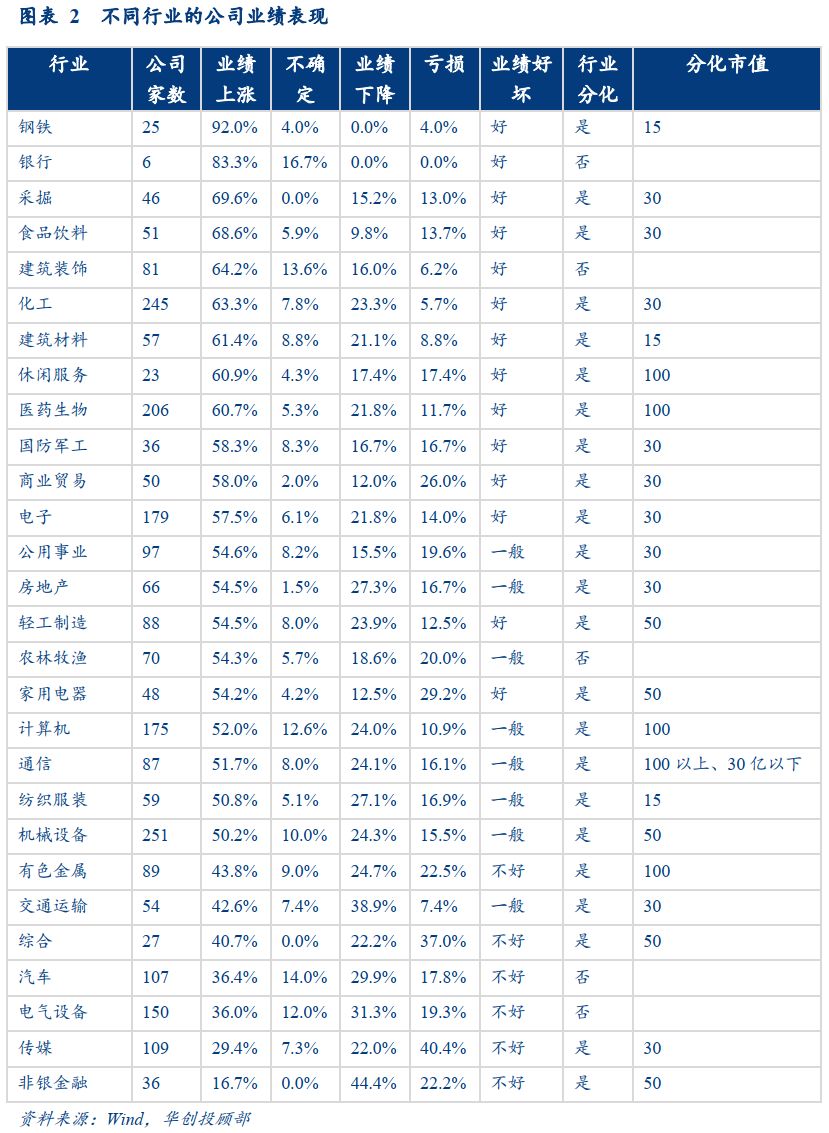 图表 2 不同行业的公司业绩表现
行业 公司家数 业绩上涨 不确定 业绩下降 亏损 业绩好坏 行业分化 分化市值
钢铁 25 92.0% 4.0% 0.0% 4.0% 好 是 15
银行 6 83.3% 16.7% 0.0% 0.0% 好 否
采掘 46 69.6% 0.0% 15.2% 13.0% 好 是 30
食品饮料 51 68.6% 5.9% 9.8% 13.7% 好 是 30
建筑装饰 81 64.2% 13.6% 16.0% 6.2% 好 否
化工 245 63.3% 7.8% 23.3% 5.7% 好 是 30
建筑材料 57 61.4% 8.8% 21.1% 8.8% 好 是 15
休闲服务 23 60.9% 4.3% 17.4% 17.4% 好 是 100
医药生物 206 60.7% 5.3% 21.8% 11.7% 好 是 100
国防军工 36 58.3% 8.3% 16.7% 16.7% 好 是 30
商业贸易 50 58.0% 2.0% 12.0% 26.0% 好 是 30
电子 179 57.5% 6.1% 21.8% 14.0% 好 是 30
公用事业 97 54.6% 8.2% 15.5% 19.6% 一般 是 30
房地产 66 54.5% 1.5% 27.3% 16.7% 一般 是 30
轻工制造 88 54.5% 8.0% 23.9% 12.5% 好 是 50
农林牧渔 70 54.3% 5.7% 18.6% 20.0% 一般 否
家用电器 48 54.2% 4.2% 12.5% 29.2% 好 是 50
计算机 175 52.0% 12.6% 24.0% 10.9% 一般 是 100
通信 87 51.7% 8.0% 24.1% 16.1% 一般 是 100 以上、30 亿以下
纺织服装 59 50.8% 5.1% 27.1% 16.9% 一般 是 15
机械设备 251 50.2% 10.0% 24.3% 15.5% 一般 是 50
有色金属 89 43.8% 9.0% 24.7% 22.5% 不好 是 100
交通运输 54 42.6% 7.4% 38.9% 7.4% 一般 是 30
综合 27 40.7% 0.0% 22.2% 37.0% 不好 是 50
汽车 107 36.4% 14.0% 29.9% 17.8% 不好 否
电气设备 150 36.0% 12.0% 31.3% 19.3% 不好 否
传媒 109 29.4% 7.3% 22.0% 40.4% 不好 是 30
非银金融 36 16.7% 0.0% 44.4% 22.2% 不好 是 50
资料来源：Wind，华创投顾部